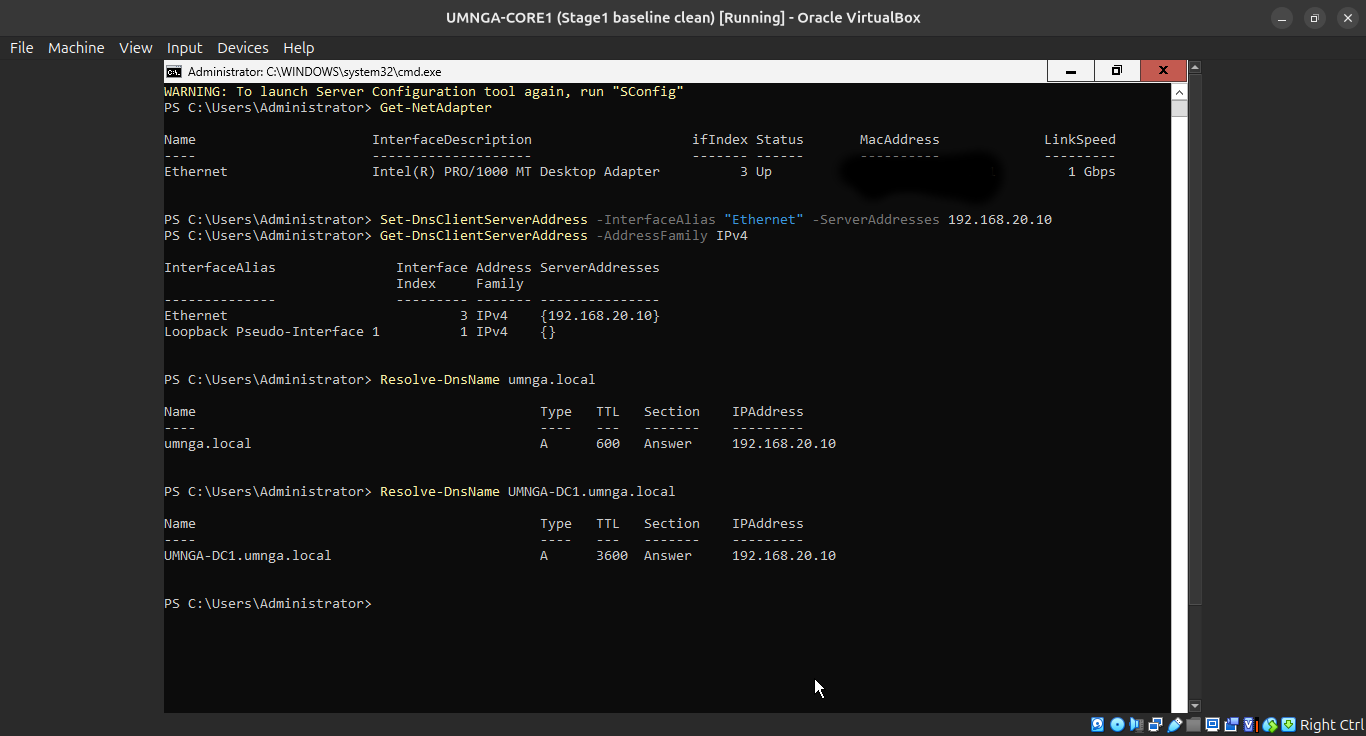 UMNGA-CORE1 (Stage1 baseline clean) [Running] - Oracle VirtualBox
File Machine View Input Devices Help
Administrator: C:\WINDOWS\system32\cmd.exe
WARNING: To launch Server Configuration tool again, run "SConfig"
PS C:\Users\Administrator> Get-NetAdapter
Name InterfaceDescription ifIndex Status MacAddress LinkSpeed
---- -------------------- ------- ------ ---------- ---------
Ethernet Intel(R) PRO/1000 MT Desktop Adapter 3 Up 1 Gbps
PS C:\Users\Administrator> Set-DnsClientServerAddress -InterfaceAlias "Ethernet" -ServerAddresses 192.168.20.10
PS C:\Users\Administrator> Get-DnsClientServerAddress -AddressFamily IPv4
InterfaceAlias Interface Address ServerAddresses
Index Family
-------------- --------- ------- ---------------
Ethernet 3 IPv4 {192.168.20.10}
Loopback Pseudo-Interface 1 1 IPv4 {}
PS C:\Users\Administrator> Resolve-DnsName umnga.local
Name Type TTL Section IPAddress
---- ---- --- ------- ---------
umnga.local A 600 Answer 192.168.20.10
PS C:\Users\Administrator> Resolve-DnsName UMNGA-DC1.umnga.local
Name Type TTL Section IPAddress
---- ---- --- ------- ---------
UMNGA-DC1.umnga.local A 3600 Answer 192.168.20.10
PS C:\Users\Administrator>
Right Ctrl